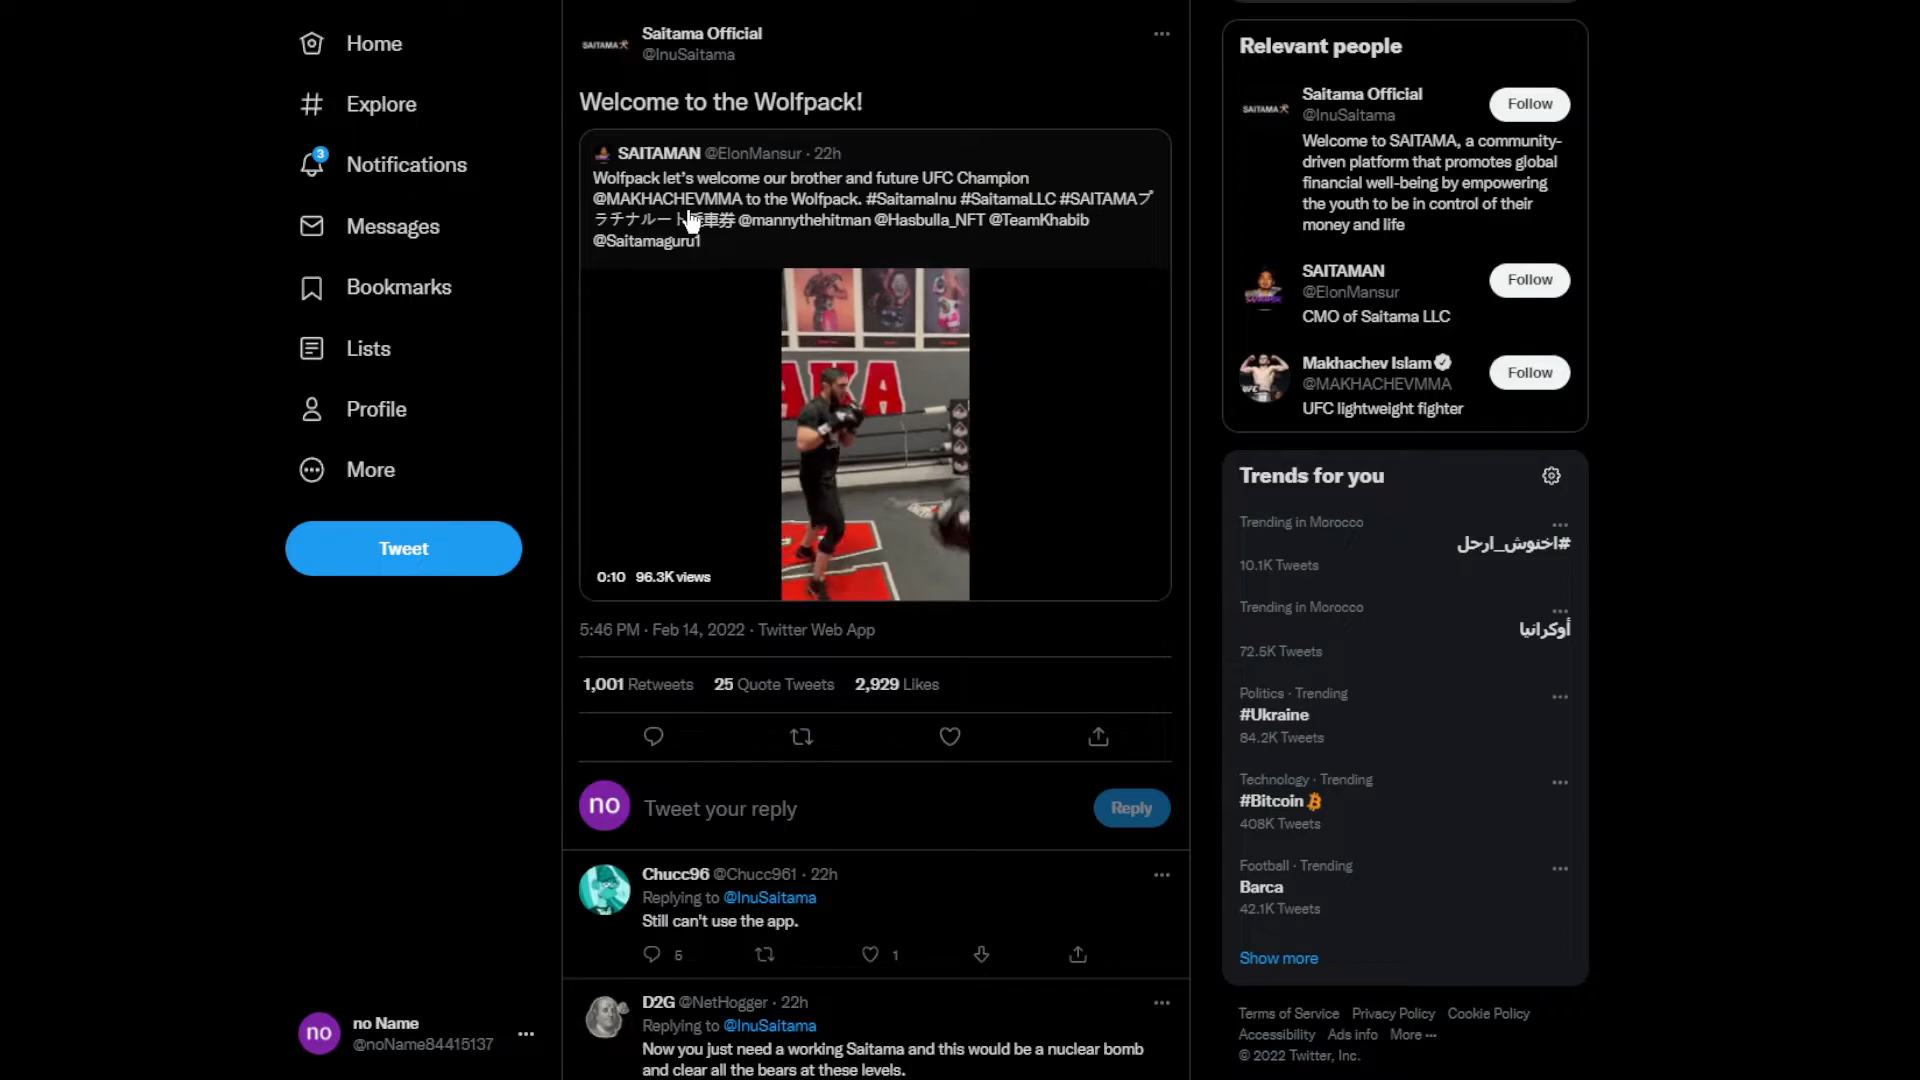 Home
Explore
3
Notifications
Messages
Bookmarks
Lists
Profile
More
Tweet
no
no Name
@noName84415137
SAITAMA
Saitama Official
@InuSaitama
Welcome to the Wolfpack!
SAITAMAN @ElonMansur · 22h
Wolfpack let's welcome our brother and future UFC Champion
@MAKHACHEVMMA to the Wolfpack. #SaitamaInu #SaitamaLLC #SAITAMAプ
ラチナルート乗車券 @mannythehitman @Hasbulla_NFT @TeamKhabib
@Saitamaguru1
AKA
0:10 96.3K views
5:46 PM · Feb 14, 2022 · Twitter Web App
1,001 Retweets 25 Quote Tweets 2,929 Likes
no
Tweet your reply
Reply
Chucc96 @Chucc961 · 22h
Replying to @InuSaitama
Still can't use the app.
5
1
D2G @NetHogger · 22h
Replying to @InuSaitama
Now you just need a working Saitama and this would be a nuclear bomb
and clear all the bears at these levels.
Relevant people
SAITAMA
Saitama Official
@InuSaitama
Follow
Welcome to SAITAMA, a community-
driven platform that promotes global
financial well-being by empowering
the youth to be in control of their
money and life
SAITAMAN
@ElonMansur
Follow
CMO of Saitama LLC
Makhachev Islam
@MAKHACHEVMMA
Follow
UFC lightweight fighter
Trends for you
Trending in Morocco
#اخنوش_ارحل
10.1K Tweets
Trending in Morocco
أوكرانيا
72.5K Tweets
Politics · Trending
#Ukraine
84.2K Tweets
Technology · Trending
#Bitcoin
408K Tweets
Football · Trending
Barca
42.1K Tweets
Show more
Terms of Service Privacy Policy Cookie Policy
Accessibility Ads info More ···
© 2022 Twitter, Inc.